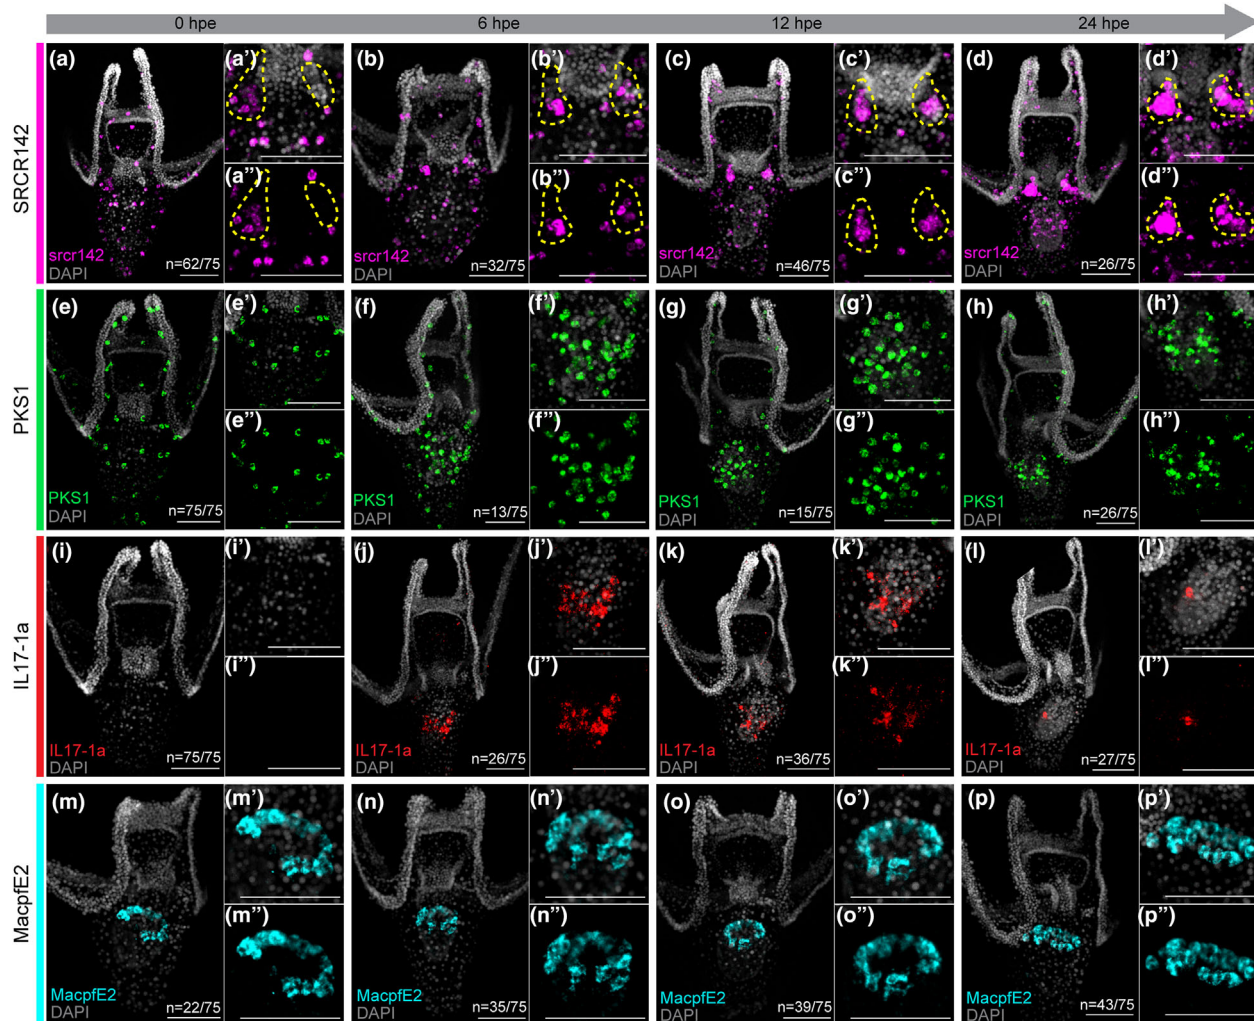 0 hpe 6 hpe 12 hpe 24 hpe
SRCR142
(a) (a') (b) (b') (c) (c') (d) (d')
(a") (b") (c") (d")
srcr142 srcr142 srcr142 srcr142
DAPI n=62/75 DAPI n=32/75 DAPI n=46/75 DAPI n=26/75
PKS1
(e) (e') (f) (f') (g) (g') (h) (h')
(e") (f") (g") (h")
PKS1 PKS1 PKS1 PKS1
DAPI n=75/75 DAPI n=13/75 DAPI n=15/75 DAPI n=26/75
IL17-1a
(i) (i') (j) (j') (k) (k') (l) (l')
(i") (j") (k") (l")
IL17-1a IL17-1a IL17-1a IL17-1a
DAPI n=75/75 DAPI n=26/75 DAPI n=36/75 DAPI n=27/75
MacpfE2
(m) (m') (n) (n') (o) (o') (p) (p')
(m") (n") (o") (p")
MacpfE2 MacpfE2 MacpfE2 MacpfE2
DAPI n=22/75 DAPI n=35/75 DAPI n=39/75 DAPI n=43/75